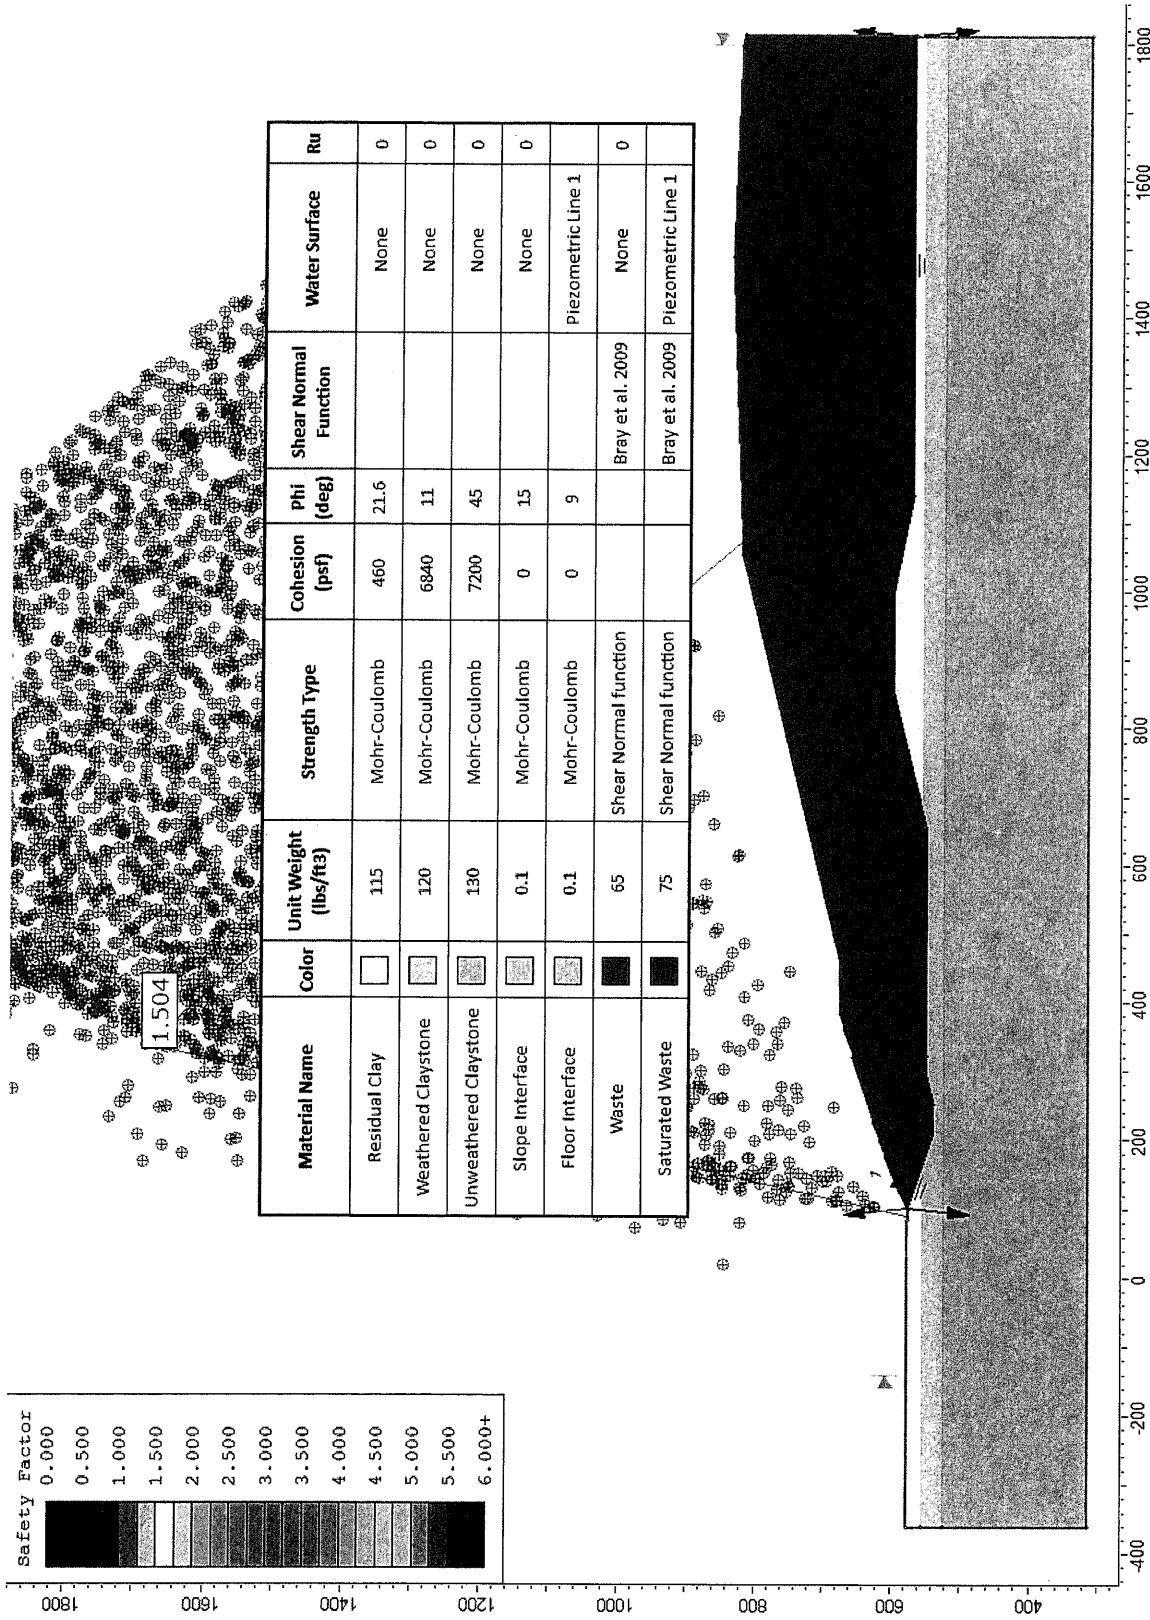 Safety Factor
0.000
0.500
1.000
1.500
2.000
2.500
3.000
3.500
4.000
4.500
5.000
5.500
6.000+
1.504
Material Name Color Unit Weight (lbs/ft3) Strength Type Cohesion (psf) Phi (deg) Shear Normal Function Water Surface Ru
Residual Clay 115 Mohr-Coulomb 460 21.6 None 0
Weathered Claystone 120 Mohr-Coulomb 6840 11 None 0
Unweathered Claystone 130 Mohr-Coulomb 7200 45 None 0
Slope Interface 0.1 Mohr-Coulomb 0 15 None 0
Floor Interface 0.1 Mohr-Coulomb 0 9 Piezometric Line 1
Waste 65 Shear Normal function Bray et al. 2009 None 0
Saturated Waste 75 Shear Normal function Bray et al. 2009 Piezometric Line 1
1800
1600
1400
1200
1000
800
600
400
1
-400 -200 0 200 400 600 800 1000 1200 1400 1600 1800